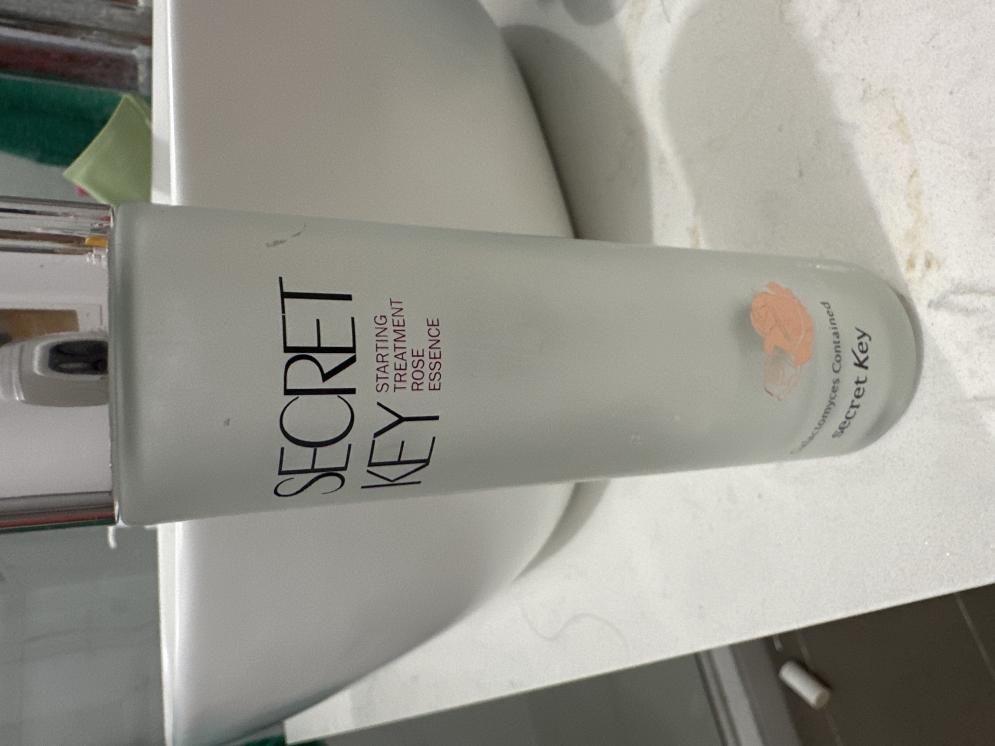 SECRET
KEY
STARTING
TREATMENT
ROSE
ESSENCE
Contained
secret Key